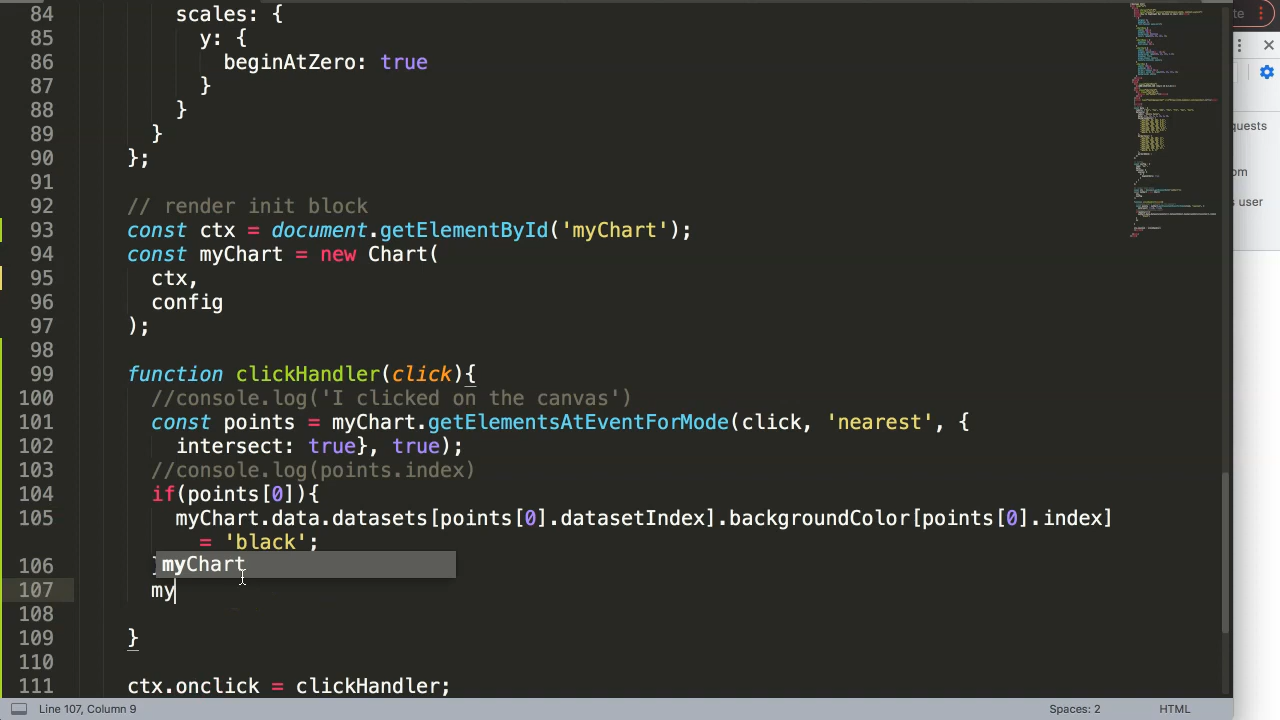 84 scales: {
85 y: {
86 beginAtZero: true
87 }
88 }
89 }
90 };
91
92 // render init block
93 const ctx = document.getElementById('myChart');
94 const myChart = new Chart(
95 ctx,
96 config
97 );
98
99 function clickHandler(click){
100 //console.log('I clicked on the canvas')
101 const points = myChart.getElementsAtEventForMode(click, 'nearest', {
102 intersect: true}, true);
103 //console.log(points.index)
104 if(points[0]){
105 myChart.data.datasets[points[0].datasetIndex].backgroundColor[points[0].index]
= 'black';
106
myChart
107 my
108
109 }
110
111 ctx.onclick = clickHandler;
Line 107, Column 9
Spaces: 2
HTML
te
quests
om
s user